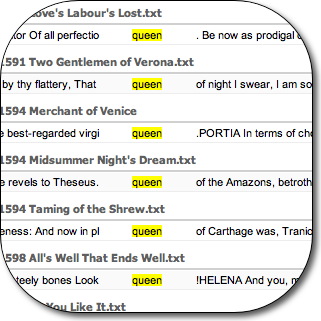 ove's Labour's Lost.txt
tor Of all perfectio queen . Be now as prodigal o
1591 Two Gentlemen of Verona.txt
by thy flattery, That queen of night I swear, I am so
1594 Merchant of Venice
e best-regarded virgi queen .PORTIA In terms of cho
1594 Midsummer Night's Dream.txt
e revels to Theseus. queen of the Amazons, betroth
1594 Taming of the Shrew.txt
eness: And now in pl queen of Carthage was, Tranic
1598 All's Well That Ends Well.txt
teely bones Look queen !HELENA And you, m
You Like It.txt